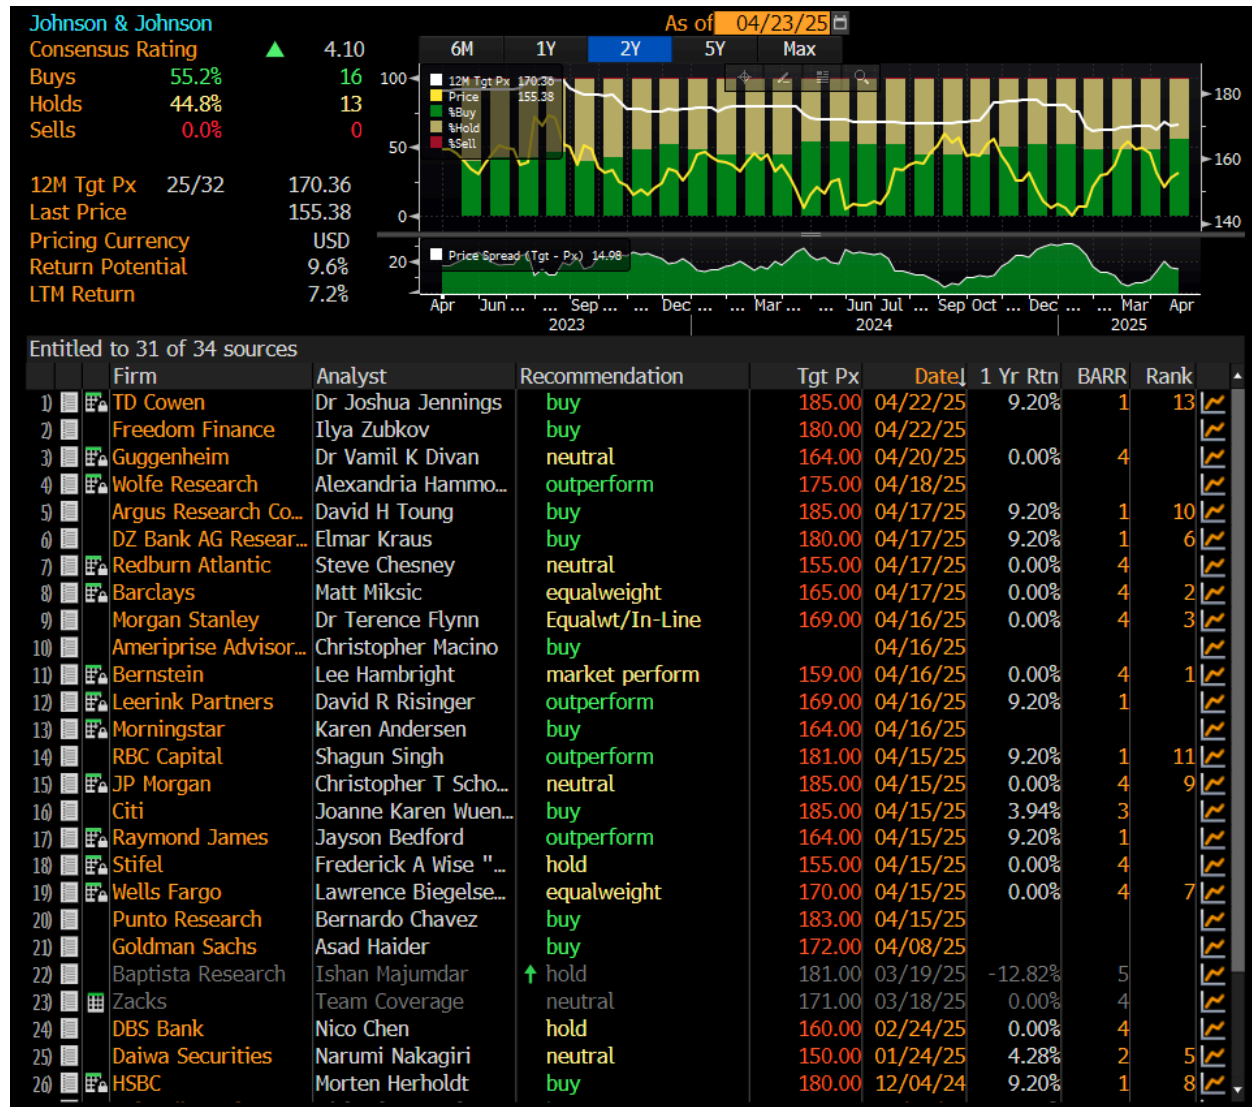 Johnson & Johnson
As of 04/23/25
Consensus Rating 4.10
6M 1Y 2Y 5Y Max
Buys 55.2% 16
Holds 44.8% 13
Sells 0.0% 0
12M Tgt Px 25/32 170.36
Last Price 155.38
Pricing Currency USD
Return Potential 9.6%
LTM Return 7.2%
12M Tgt Px 170.36
Price 155.38
%Buy
%Hold
%Sell
100
50
0
180
160
140
Price Spread (Tgt - Px) 14.98
20
Apr Jun ... ... Sep ... ... Dec ... ... Mar ... ... Jun Jul ... Sep Oct ... Dec ... ... Mar Apr
2023 2024 2025
Entitled to 31 of 34 sources
Firm Analyst Recommendation Tgt Px Date↓ 1 Yr Rtn BARR Rank
1) TD Cowen Dr Joshua Jennings buy 185.00 04/22/25 9.20% 1 13
2) Freedom Finance Ilya Zubkov buy 180.00 04/22/25
3) Guggenheim Dr Vamil K Divan neutral 164.00 04/20/25 0.00% 4
4) Wolfe Research Alexandria Hammo... outperform 175.00 04/18/25
5) Argus Research Co... David H Toung buy 185.00 04/17/25 9.20% 1 10
6) DZ Bank AG Resear... Elmar Kraus buy 180.00 04/17/25 9.20% 1 6
7) Redburn Atlantic Steve Chesney neutral 155.00 04/17/25 0.00% 4
8) Barclays Matt Miksic equalweight 165.00 04/17/25 0.00% 4 2
9) Morgan Stanley Dr Terence Flynn Equalwt/In-Line 169.00 04/16/25 0.00% 4 3
10) Ameriprise Advisor... Christopher Macino buy 04/16/25
11) Bernstein Lee Hambright market perform 159.00 04/16/25 0.00% 4 1
12) Leerink Partners David R Risinger outperform 169.00 04/16/25 9.20% 1
13) Morningstar Karen Andersen buy 164.00 04/16/25
14) RBC Capital Shagun Singh outperform 181.00 04/15/25 9.20% 1 11
15) JP Morgan Christopher T Scho... neutral 185.00 04/15/25 0.00% 4 9
16) Citi Joanne Karen Wuen... buy 185.00 04/15/25 3.94% 3
17) Raymond James Jayson Bedford outperform 164.00 04/15/25 9.20% 1
18) Stifel Frederick A Wise "... hold 155.00 04/15/25 0.00% 4
19) Wells Fargo Lawrence Biegelse... equalweight 170.00 04/15/25 0.00% 4 7
20) Punto Research Bernardo Chavez buy 183.00 04/15/25
21) Goldman Sachs Asad Haider buy 172.00 04/08/25
22) Baptista Research Ishan Majumdar hold 181.00 03/19/25 -12.82% 5
23) Zacks Team Coverage neutral 171.00 03/18/25 0.00% 4
24) DBS Bank Nico Chen hold 160.00 02/24/25 0.00% 4
25) Daiwa Securities Narumi Nakagiri neutral 150.00 01/24/25 4.28% 2 5
26) HSBC Morten Herholdt buy 180.00 12/04/24 9.20% 1 8